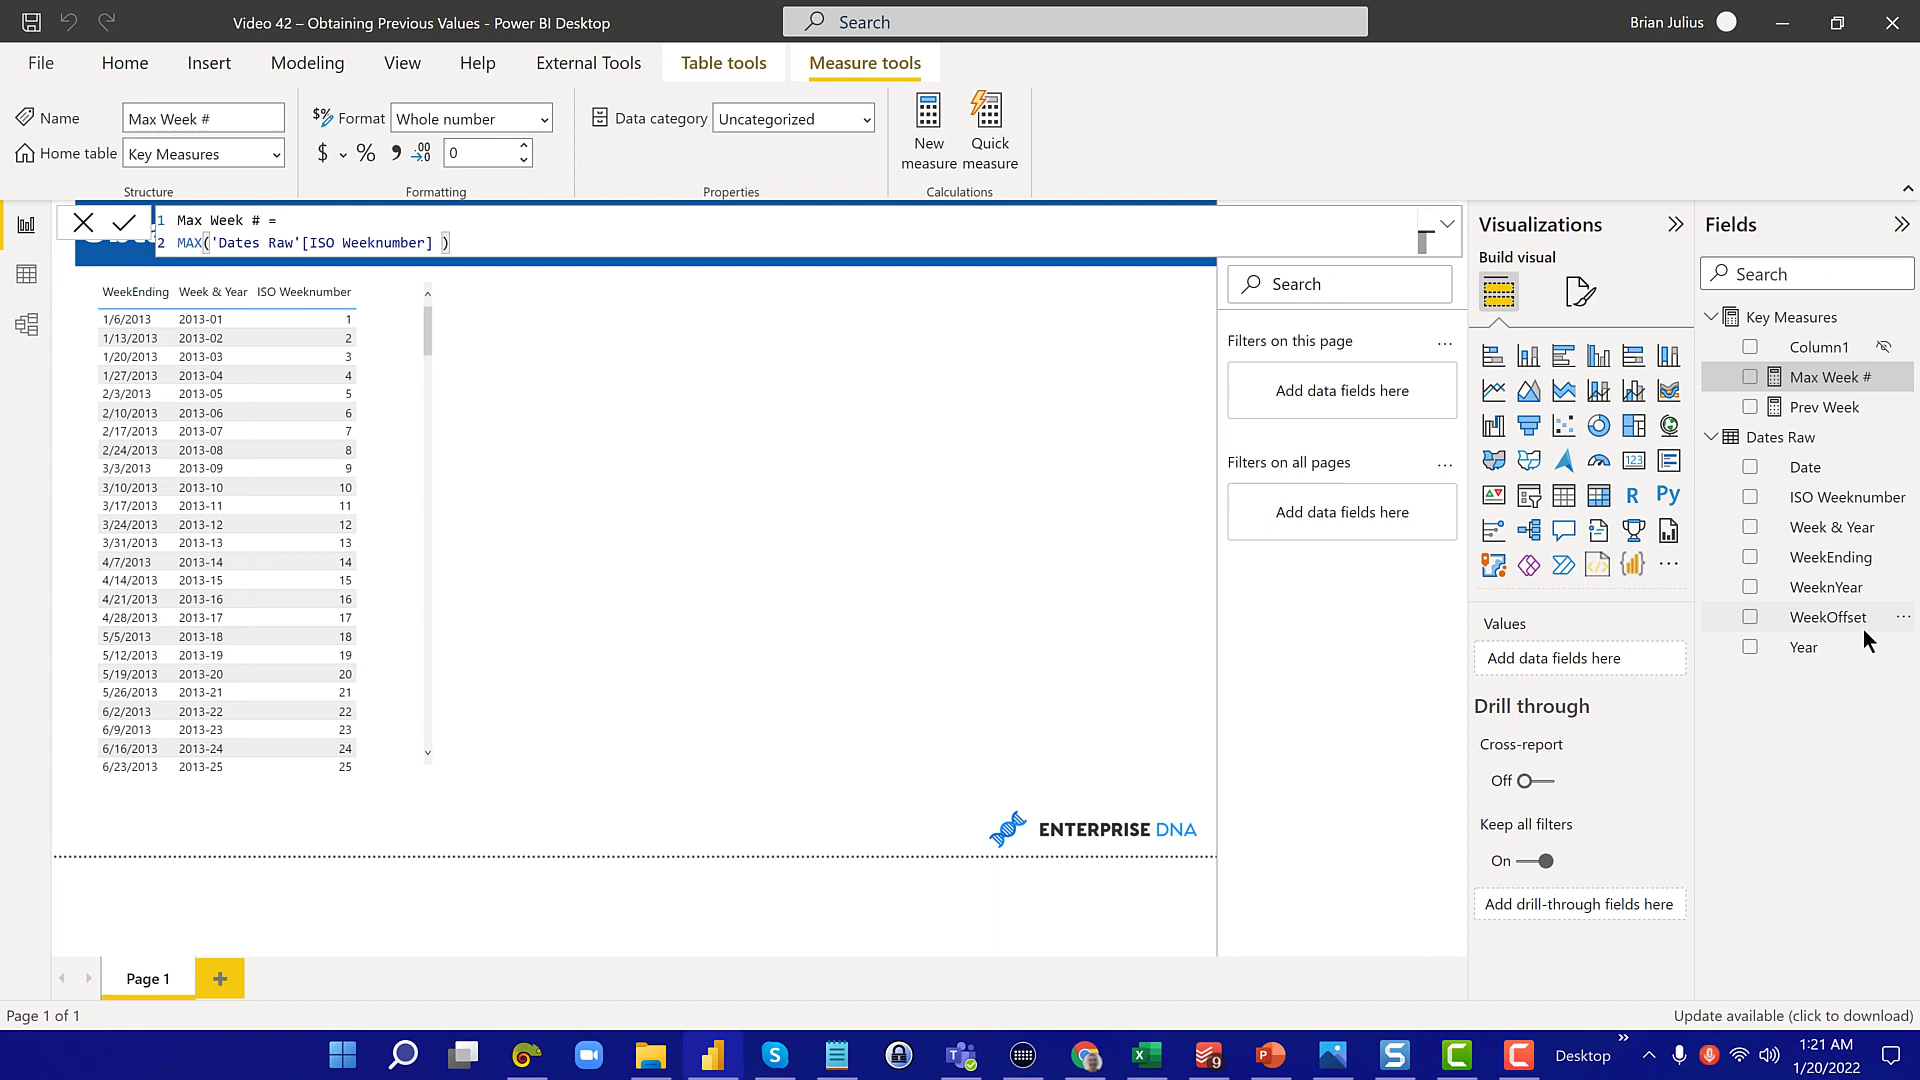 Video 42 – Obtaining Previous Values - Power BI Desktop
Search
Brian Julius
File Home Insert Modeling View Help External Tools Table tools Measure tools
Name Max Week #
Format Whole number
Data category Uncategorized
New measure
Quick measure
Home table Key Measures
$ % , .00 →0 0
Structure Formatting Properties Calculations
1 Max Week # =
2 MAX('Dates Raw'[ISO Weeknumber] )
WeekEnding Week & Year ISO Weeknumber
1/6/2013 2013-01 1
1/13/2013 2013-02 2
1/20/2013 2013-03 3
1/27/2013 2013-04 4
2/3/2013 2013-05 5
2/10/2013 2013-06 6
2/17/2013 2013-07 7
2/24/2013 2013-08 8
3/3/2013 2013-09 9
3/10/2013 2013-10 10
3/17/2013 2013-11 11
3/24/2013 2013-12 12
3/31/2013 2013-13 13
4/7/2013 2013-14 14
4/14/2013 2013-15 15
4/21/2013 2013-16 16
4/28/2013 2013-17 17
5/5/2013 2013-18 18
5/12/2013 2013-19 19
5/19/2013 2013-20 20
5/26/2013 2013-21 21
6/2/2013 2013-22 22
6/9/2013 2013-23 23
6/16/2013 2013-24 24
6/23/2013 2013-25 25
ENTERPRISE DNA
Search
Filters on this page ...
Add data fields here
Filters on all pages ...
Add data fields here
Visualizations
Build visual
123
R Py
...
Values
Add data fields here
Drill through
Cross-report
Off
Keep all filters
On
Add drill-through fields here
Fields
Search
Key Measures
Column1
Max Week #
Prev Week
Dates Raw
Date
ISO Weeknumber
Week & Year
WeekEnding
WeeknYear
WeekOffset ...
Year
Page 1
+
Page 1 of 1
Update available (click to download)
9
Desktop
1:21 AM
1/20/2022